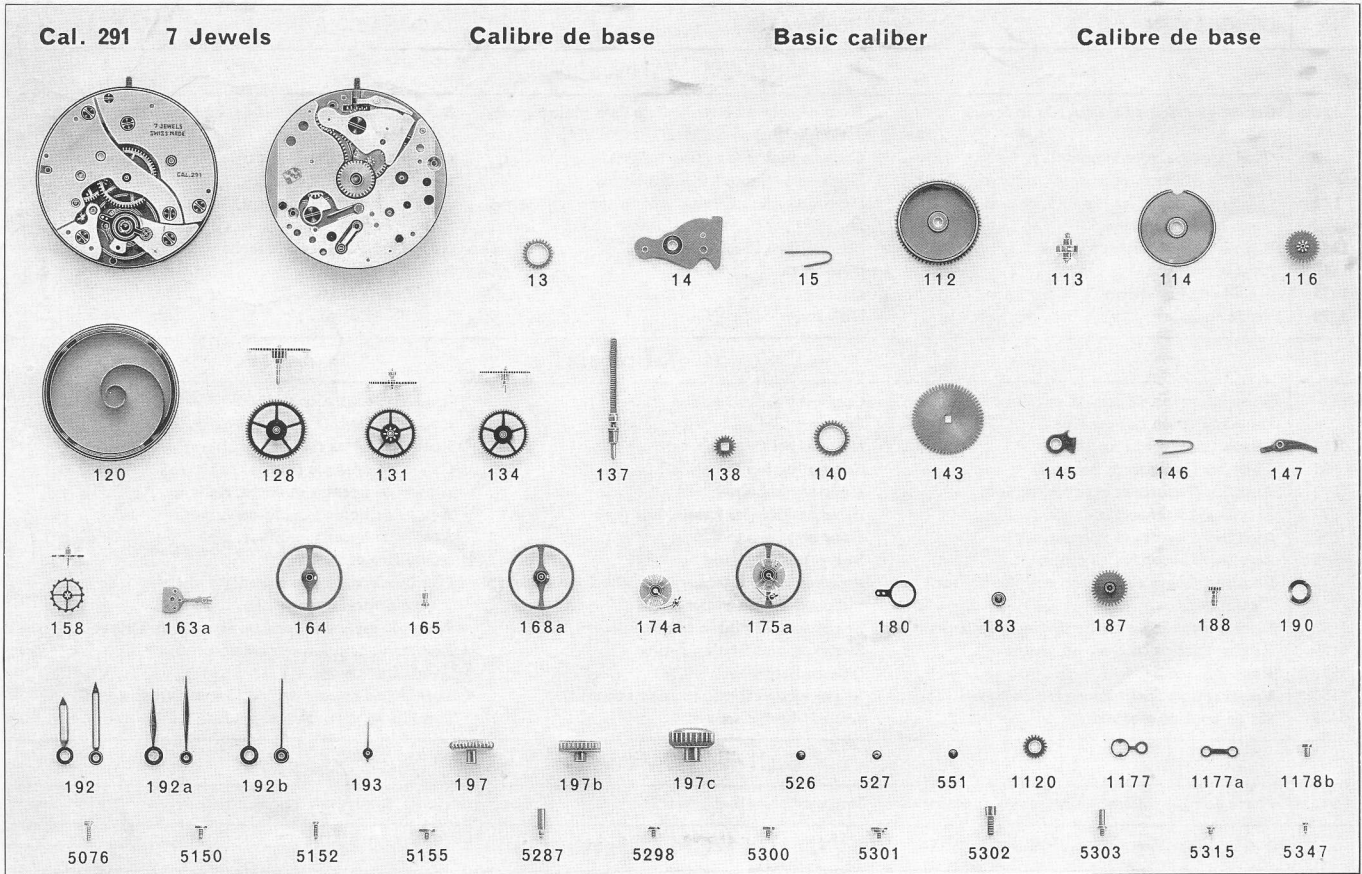 Cal. 291 7 Jewels Calibre de base Basic caliber Calibre de base
7 JEWELS
SWISS MADE
CAL. 291
13 14 15 112 113 114 116
120 128 131 134 137 138 140 143 145 146 147
158 163a 164 165 168a 174a 175a 180 183 187 188 190
192 192a 192b 193 197 197b 197c 526 527 551 1120 1177 1177a 1178b
5076 5150 5152 5155 5287 5298 5300 5301 5302 5303 5315 5347